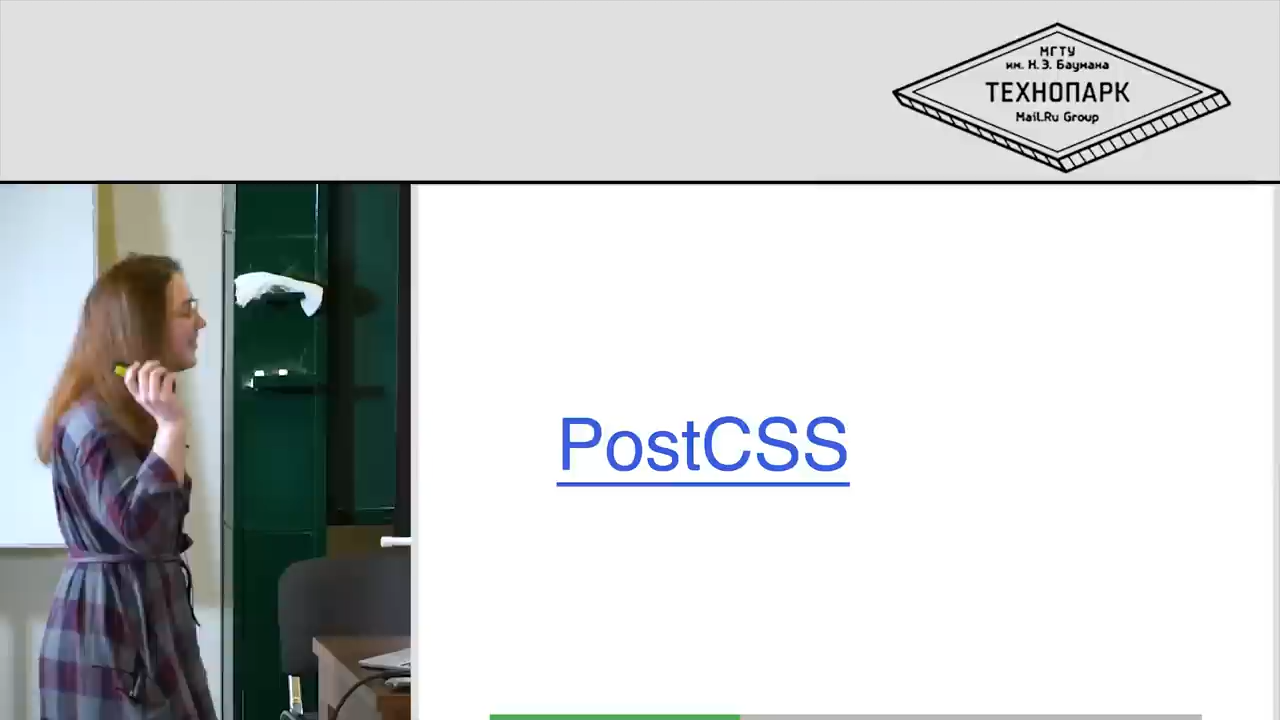 МГТУ
им. Н.Э. Баумана
ТЕХНОПАРК
Mail.Ru Group
PostCSS